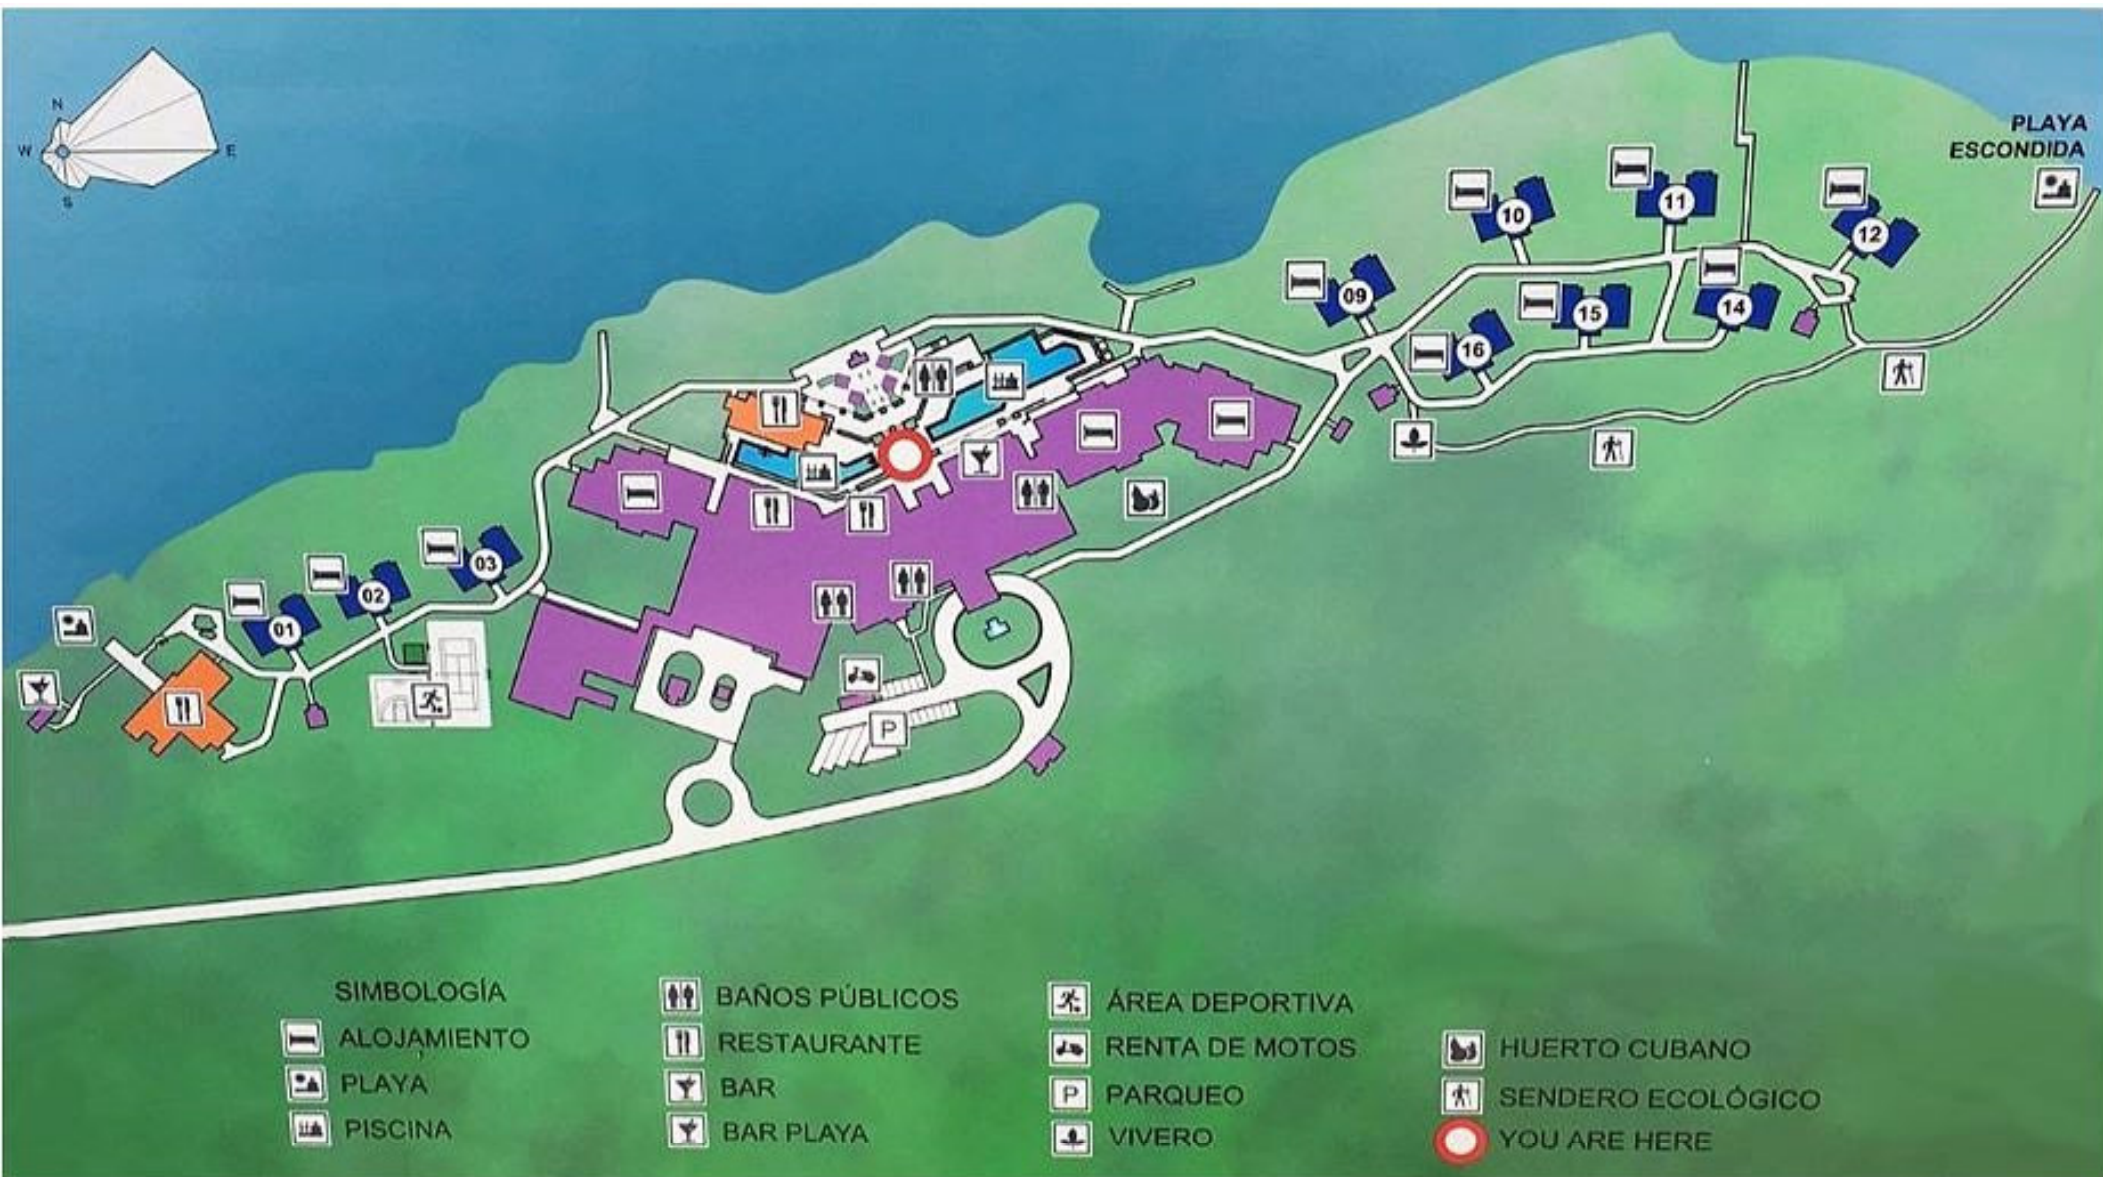 N
W
E
S
PLAYA
ESCONDIDA
10
11
12
09
15
14
16
03
02
01
P
SIMBOLOGÍA
ALOJAMIENTO
PLAYA
PISCINA
BAÑOS PÚBLICOS
RESTAURANTE
BAR
BAR PLAYA
ÁREA DEPORTIVA
RENTA DE MOTOS
P PARQUEO
VIVERO
HUERTO CUBANO
SENDERO ECOLÓGICO
YOU ARE HERE